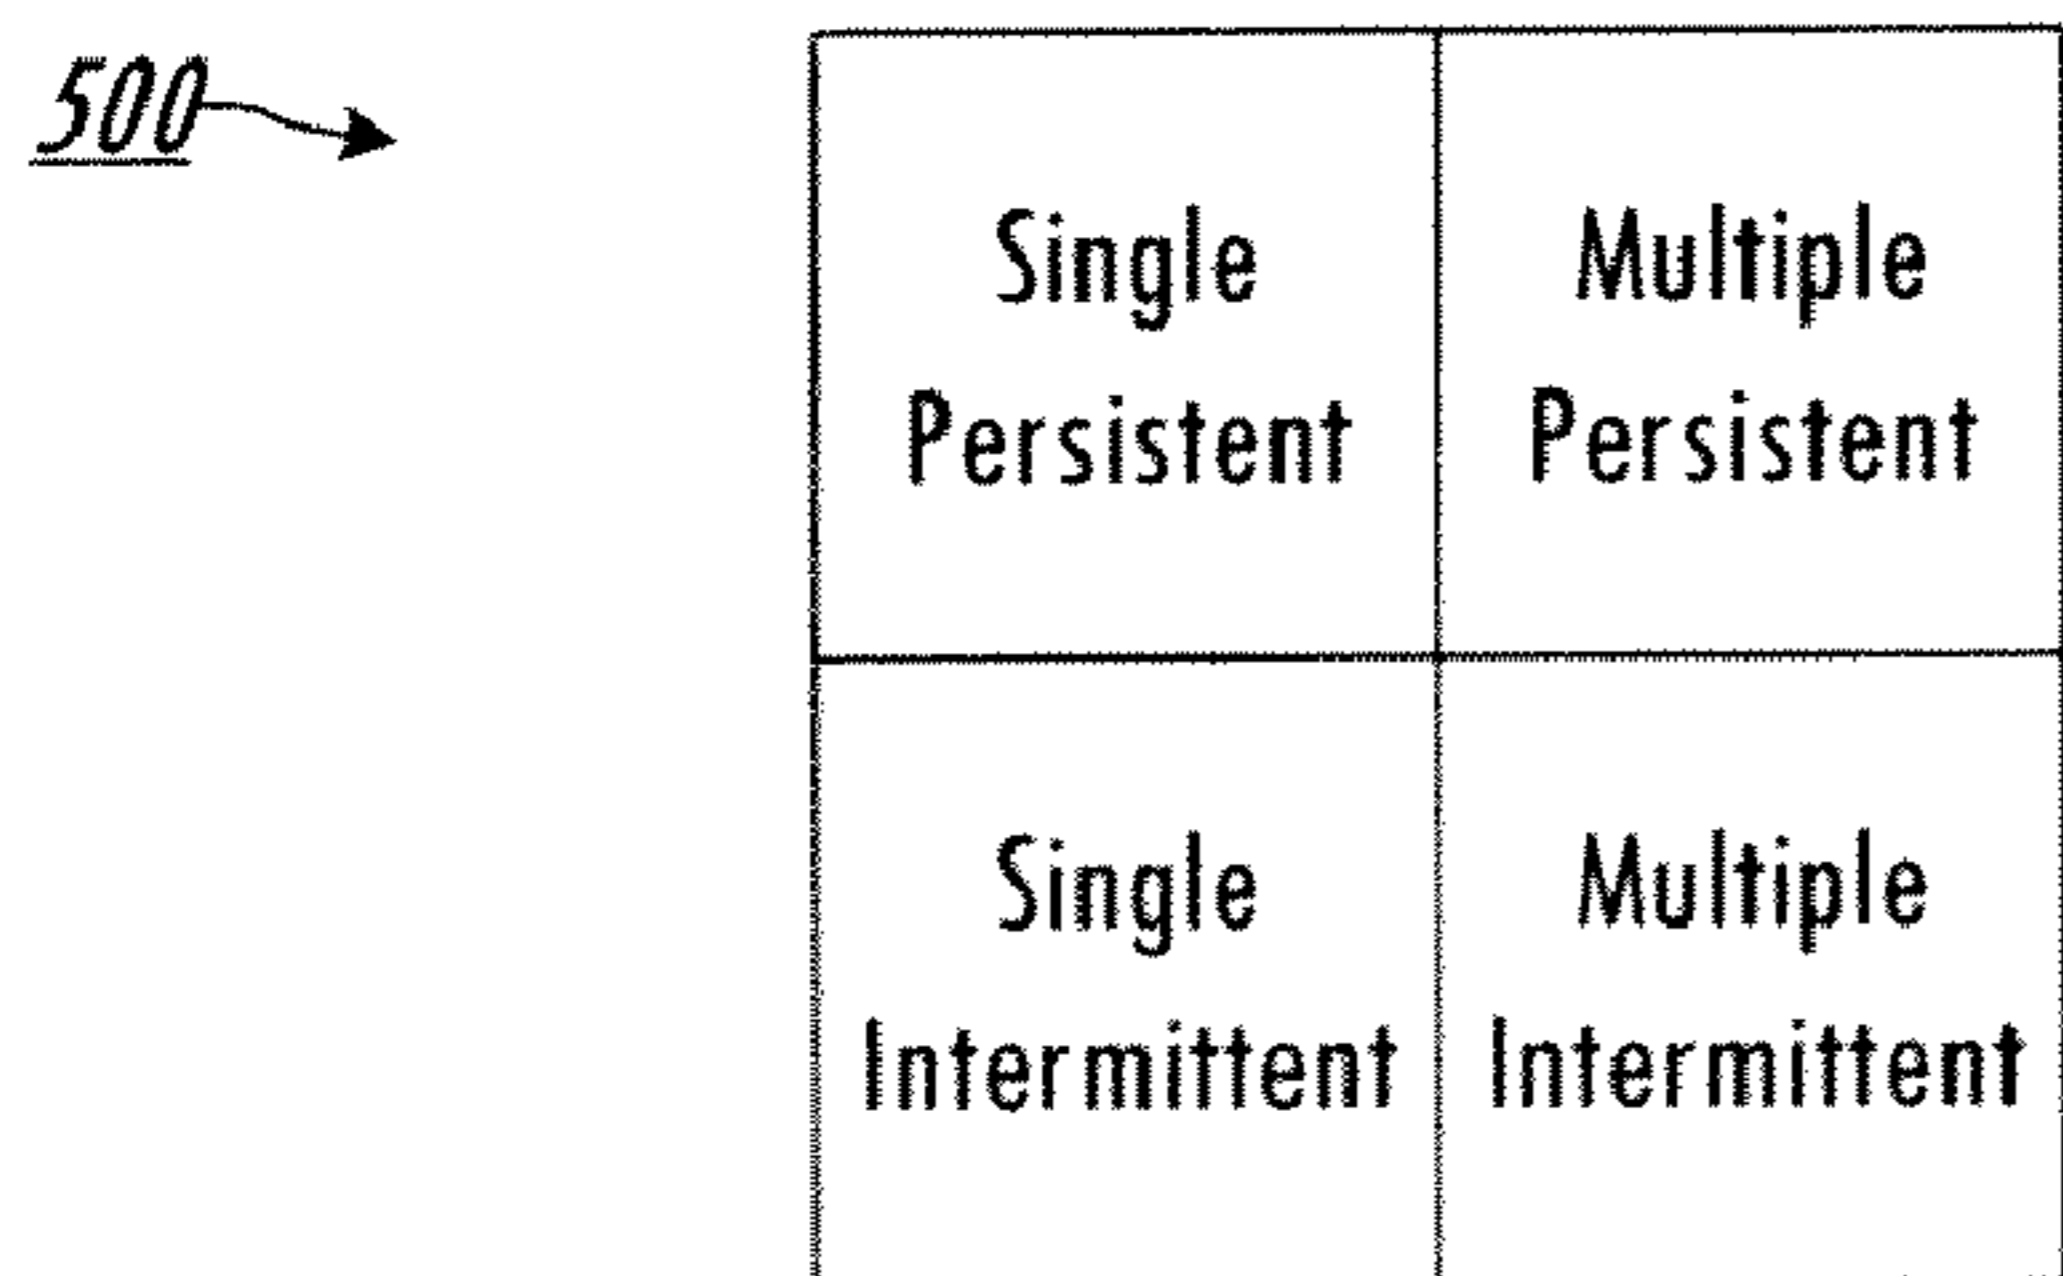 500
Single
Persistent
Multiple
Persistent
Single
Intermittent
Multiple
Intermittent